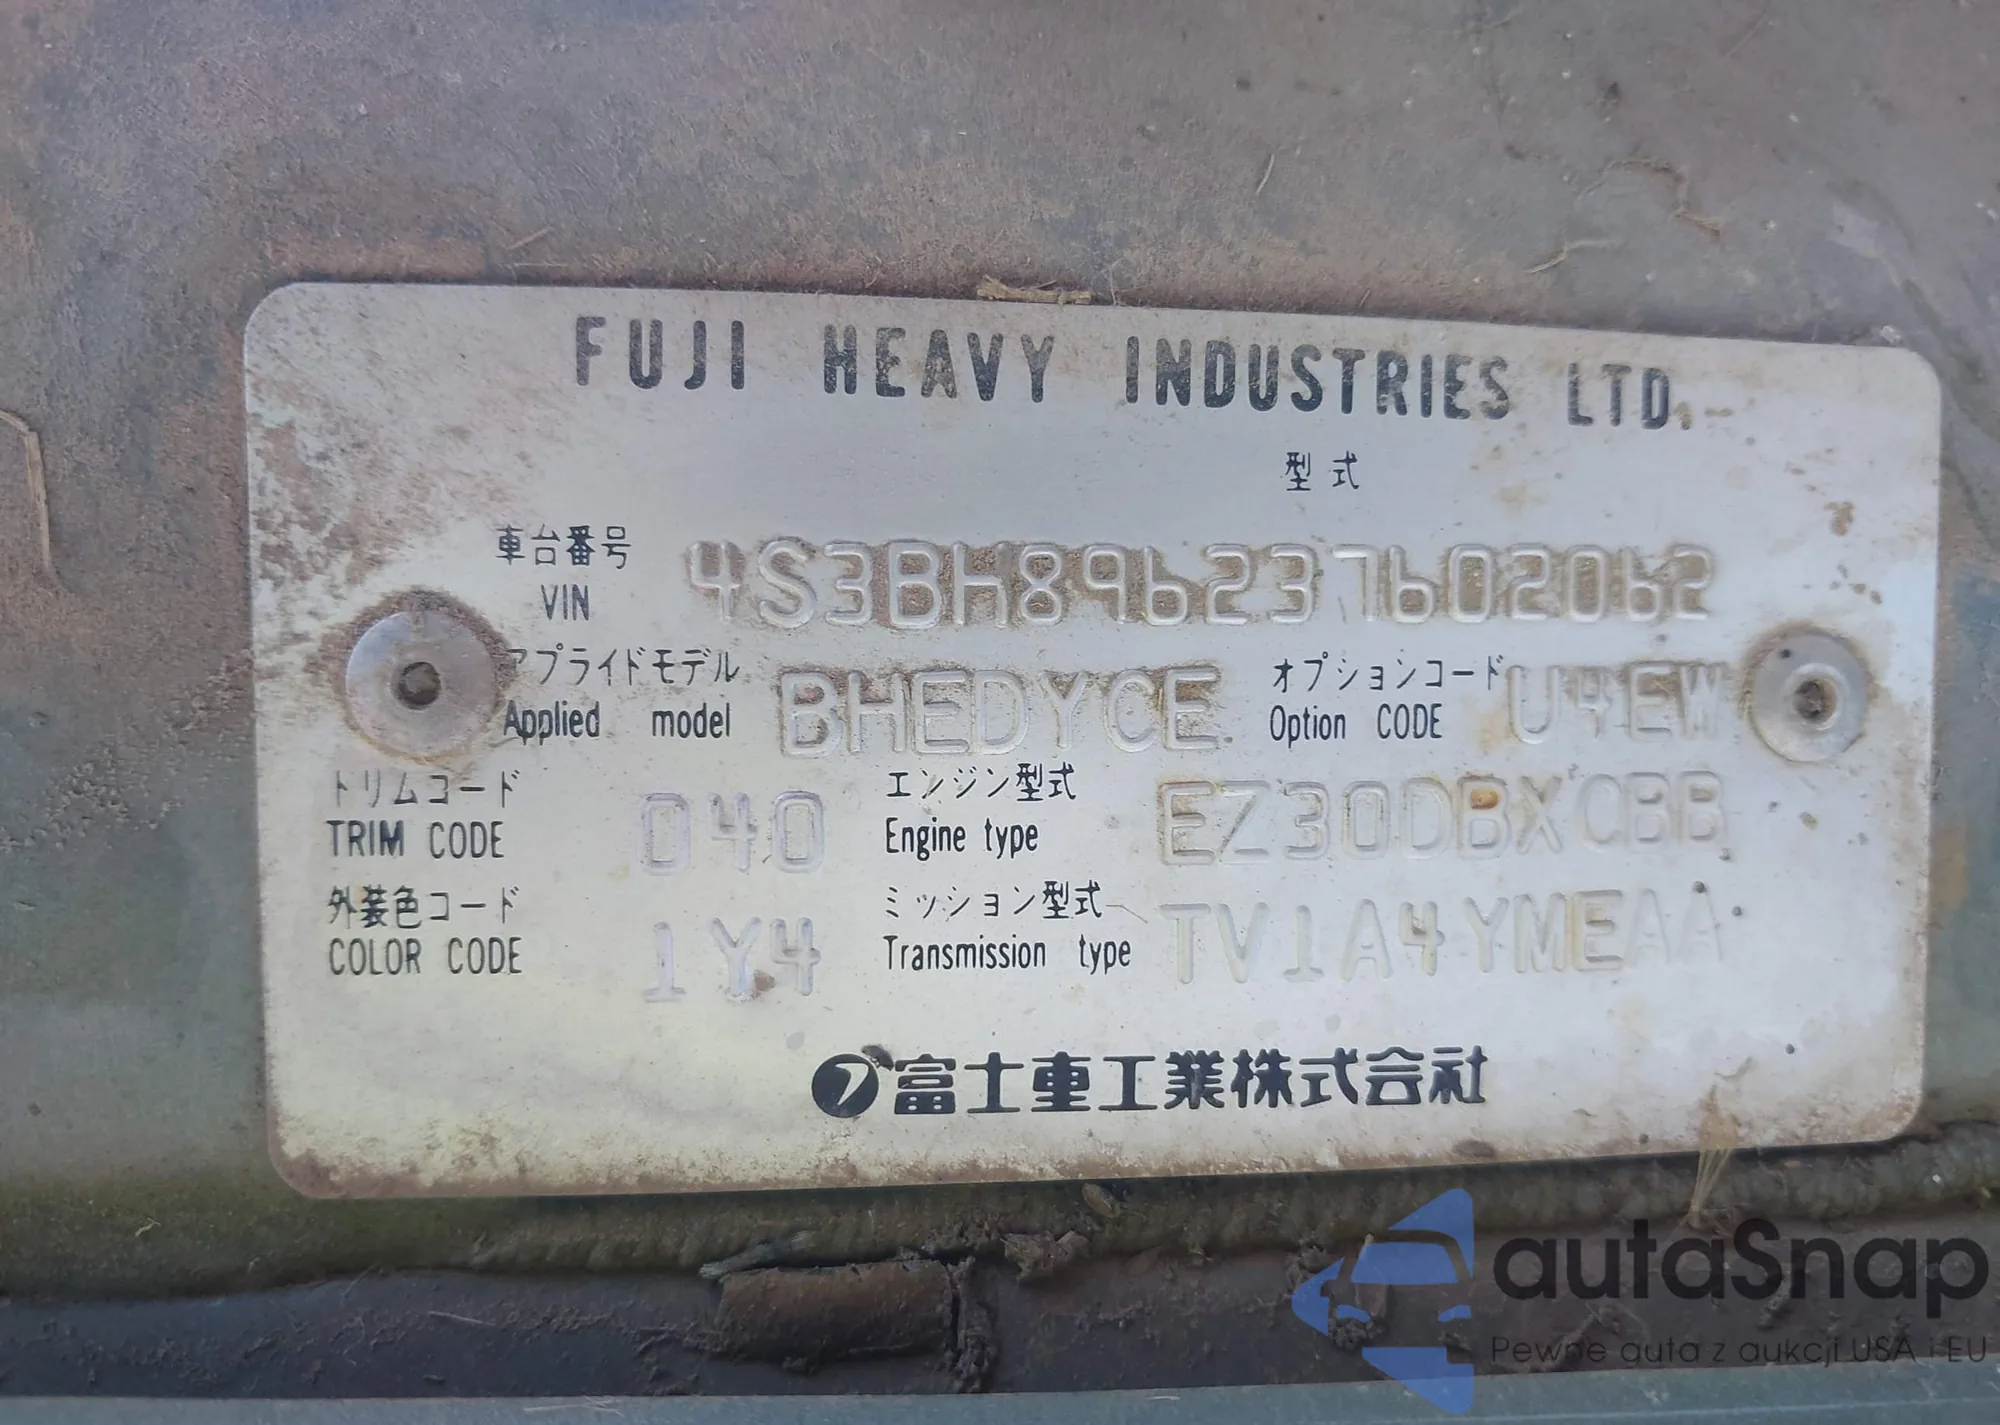 FUJI HEAVY INDUSTRIES LTD.
型式
車台番号
VIN 4S3BH896237602062
アプライドモデル
Applied model BHEDYCE
オプションコード
Option CODE U4EW
トリムコード
TRIM CODE 040
エンジン型式
Engine type EZ30DBXCBB
外装色コード
COLOR CODE 1Y4
ミッション型式
Transmission type TV1A4YMEAA
富士重工業株式会社
autaSnap
Pewne auta z aukcji USA i EU